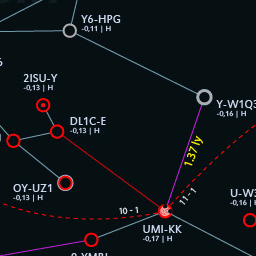 Y6-HPG
-0,11 | H
2ISU-Y
-0,13 | H
Y-W1Q3
-0,16 | H
DL1C-E
-0,13 | H
1.37 ly
OY-UZ1
-0,13 | H
U-W3
-0,16 | H
11 - 1
10 - 1
UMI-KK
-0,17 | H